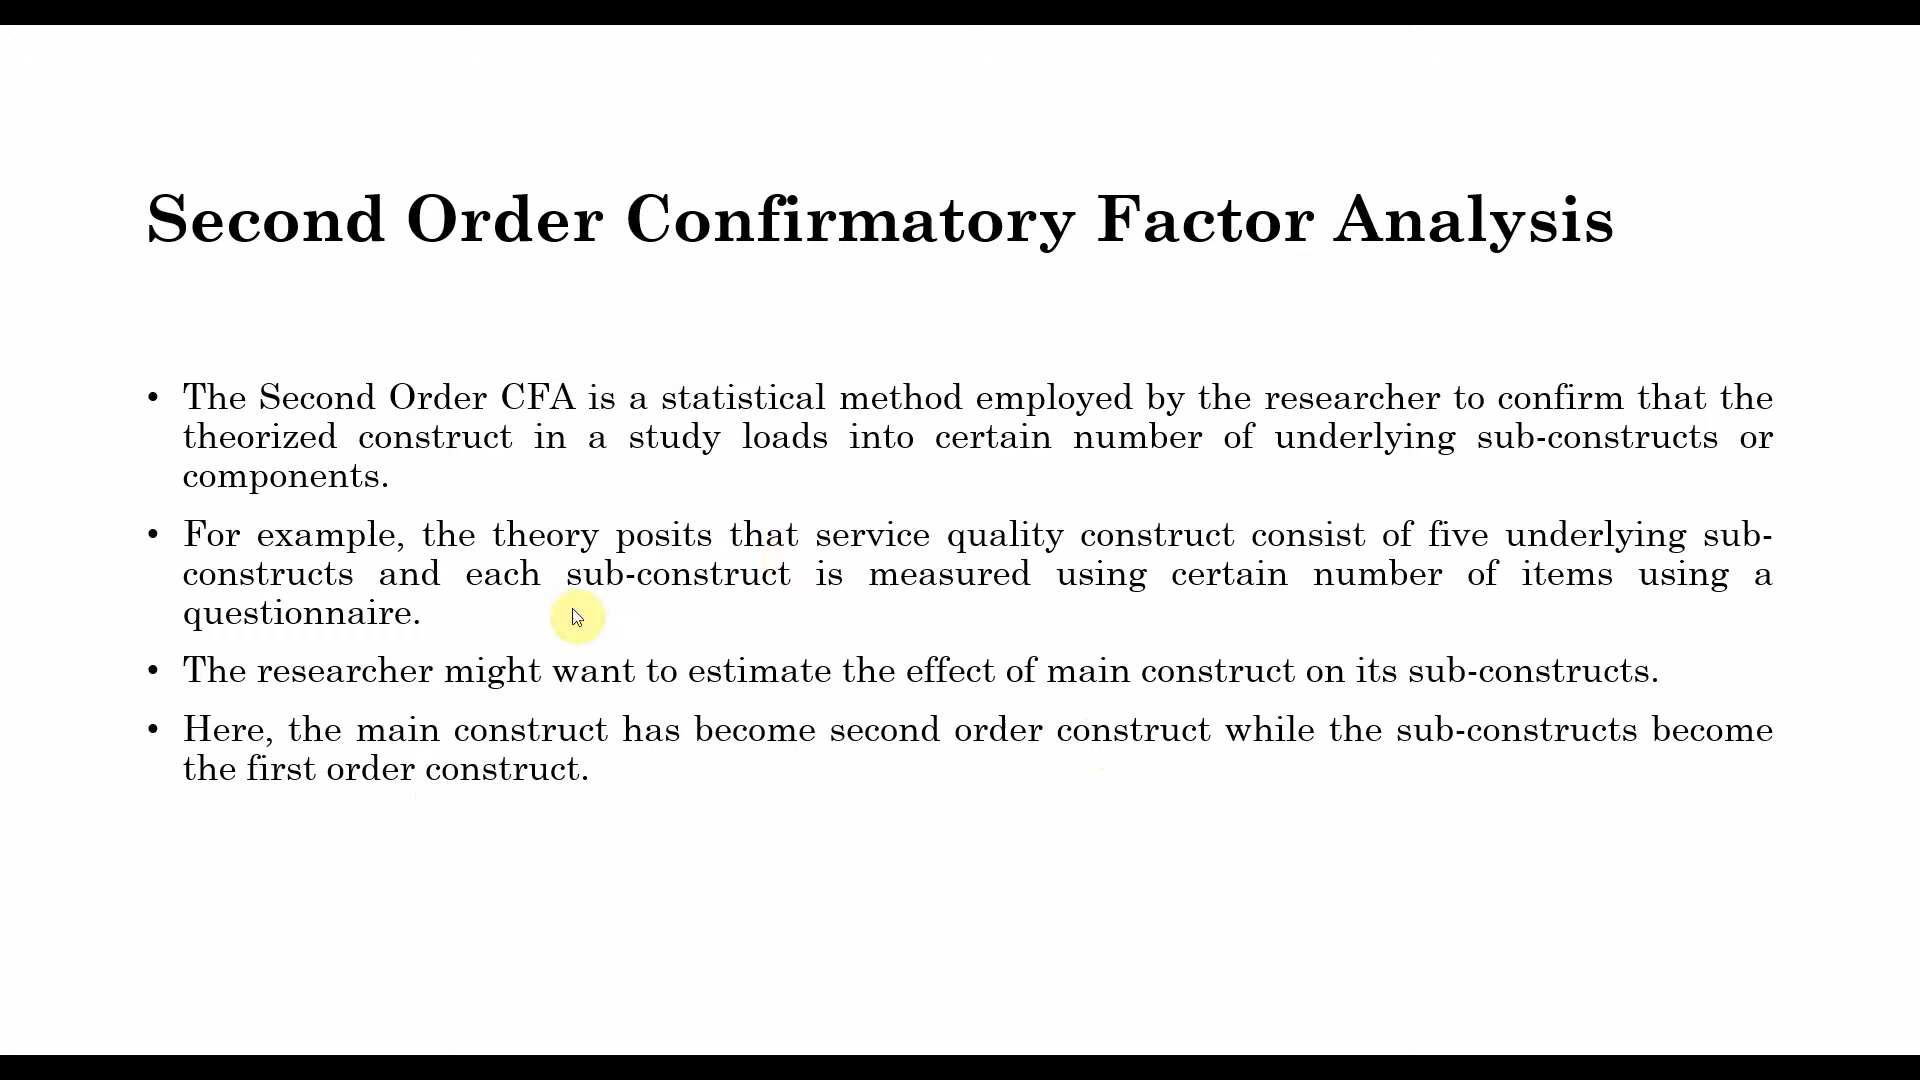 Second Order Confirmatory Factor Analysis
• The Second Order CFA is a statistical method employed by the researcher to confirm that the
theorized construct in a study loads into certain number of underlying sub-constructs or
components.
• For example, the theory posits that service quality construct consist of five underlying sub-
constructs and each sub-construct is measured using certain number of items using a
questionnaire.
• The researcher might want to estimate the effect of main construct on its sub-constructs.
• Here, the main construct has become second order construct while the sub-constructs become
the first order construct.